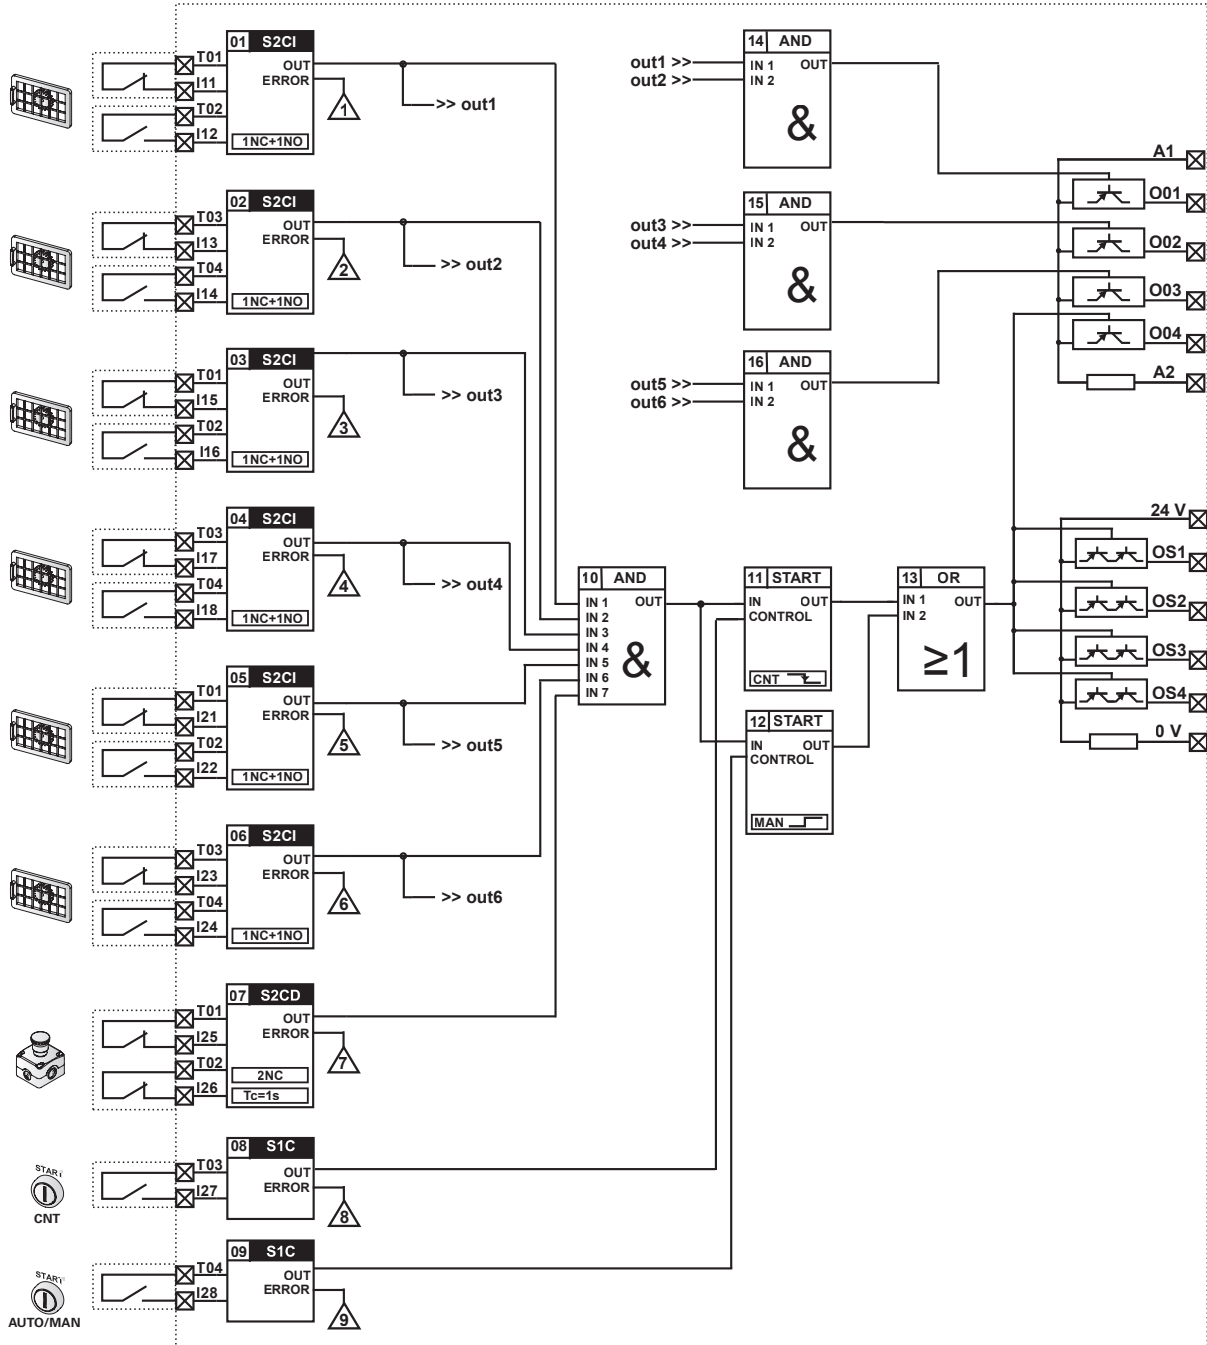 01 S2CI
T01
OUT
I11
ERROR
1
>> out1
T02
I12
1NC+1NO
02 S2CI
T03
OUT
I13
ERROR
2
>> out2
T04
I14
1NC+1NO
03 S2CI
T01
OUT
I15
ERROR
3
>> out3
T02
I16
1NC+1NO
04 S2CI
T03
OUT
I17
ERROR
4
>> out4
T04
I18
1NC+1NO
05 S2CI
T01
OUT
I21
ERROR
5
>> out5
T02
I22
1NC+1NO
06 S2CI
T03
OUT
I23
ERROR
6
>> out6
T04
I24
1NC+1NO
07 S2CD
T01
OUT
I25
ERROR
7
T02
2NC
I26
Tc=1s
START
CNT
08 S1C
T03
OUT
I27
ERROR
8
START
AUTO/MAN
09 S1C
T04
OUT
I28
ERROR
9
10 AND
IN 1 OUT
IN 2
IN 3
IN 4
IN 5
IN 6
IN 7
&
11 START
IN OUT
CONTROL
CNT
12 START
IN OUT
CONTROL
MAN
13 OR
IN 1 OUT
IN 2
≥1
14 AND
out1 >> IN 1 OUT
out2 >> IN 2
&
15 AND
out3 >> IN 1 OUT
out4 >> IN 2
&
16 AND
out5 >> IN 1 OUT
out6 >> IN 2
&
A1
O01
O02
O03
O04
A2
24 V
OS1
OS2
OS3
OS4
0 V